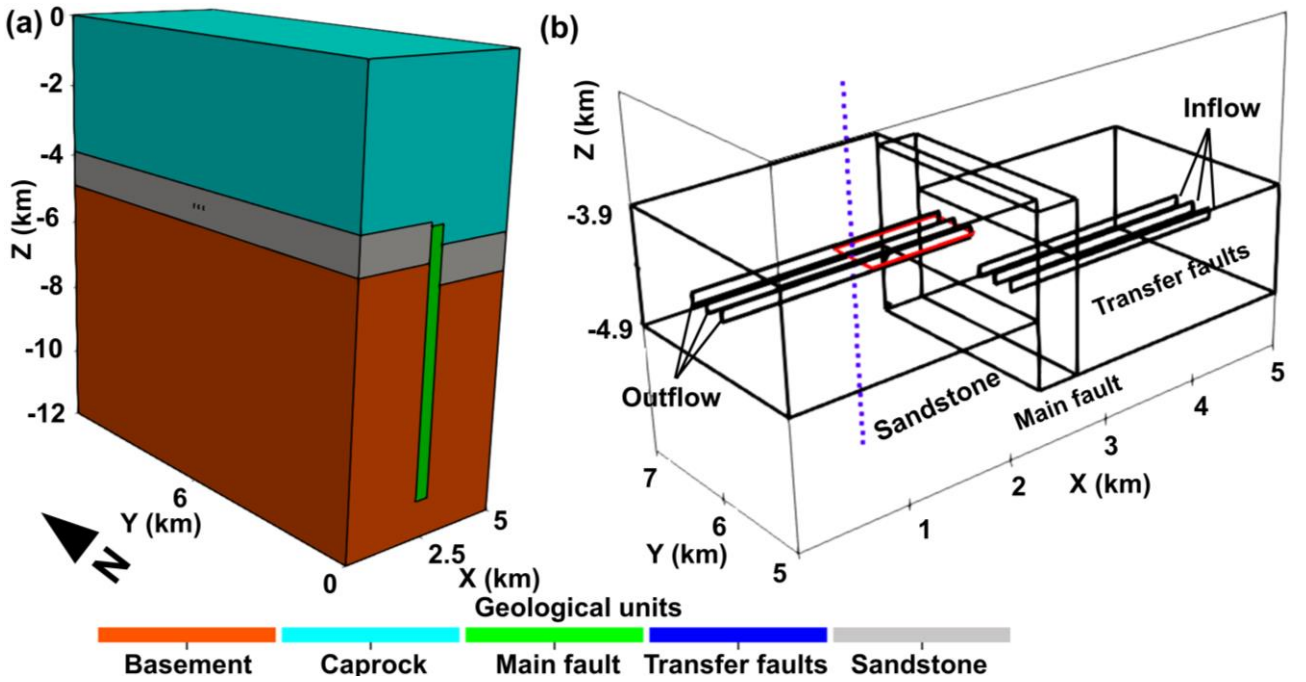 (a)
0
-2
-4
-6
-8
-10
-12
Z (km)
6
Y (km)
0
2.5
5
X (km)
N
(b)
Z (km)
-3.9
-4.9
Inflow
Transfer faults
Outflow
Sandstone
Main fault
7
6
5
Y (km)
1
2
3
4
5
X (km)
Geological units
Basement
Caprock
Main fault
Transfer faults
Sandstone